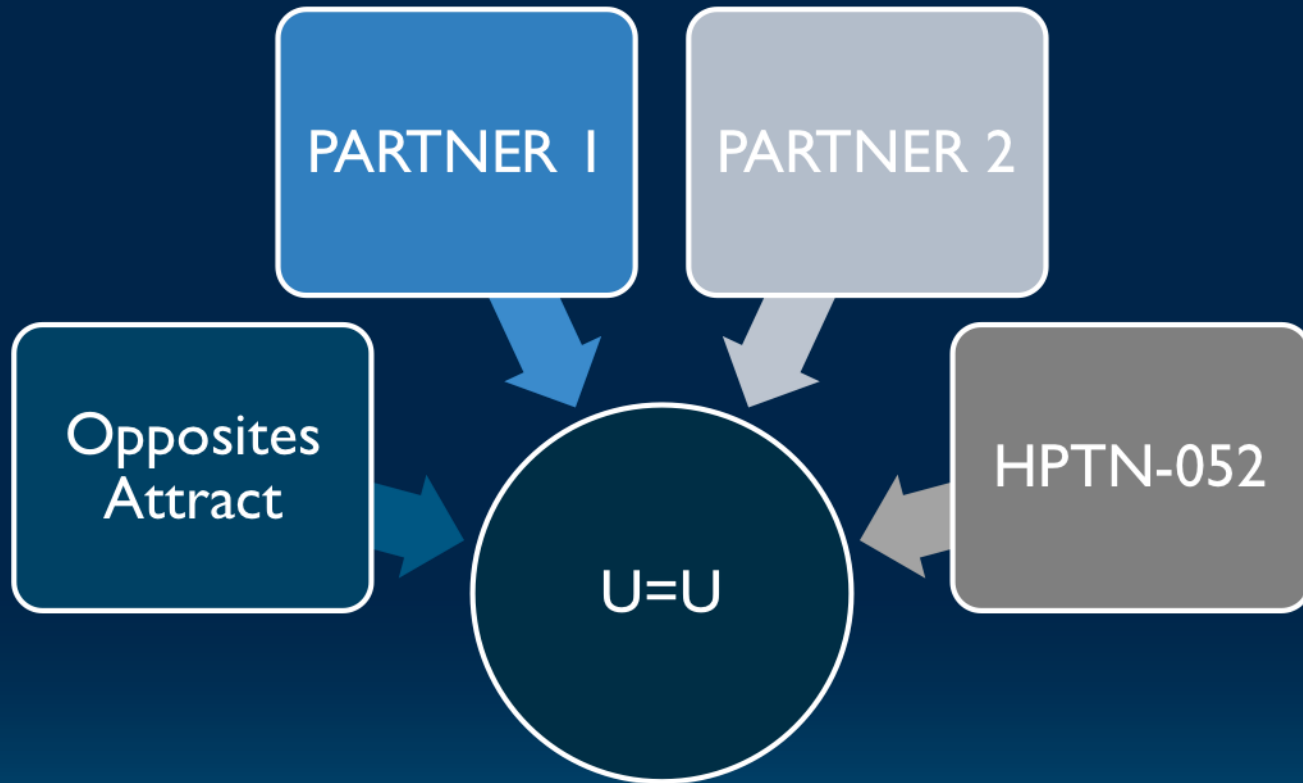 PARTNER 1
PARTNER 2
Opposites
Attract
HPTN-052
U=U